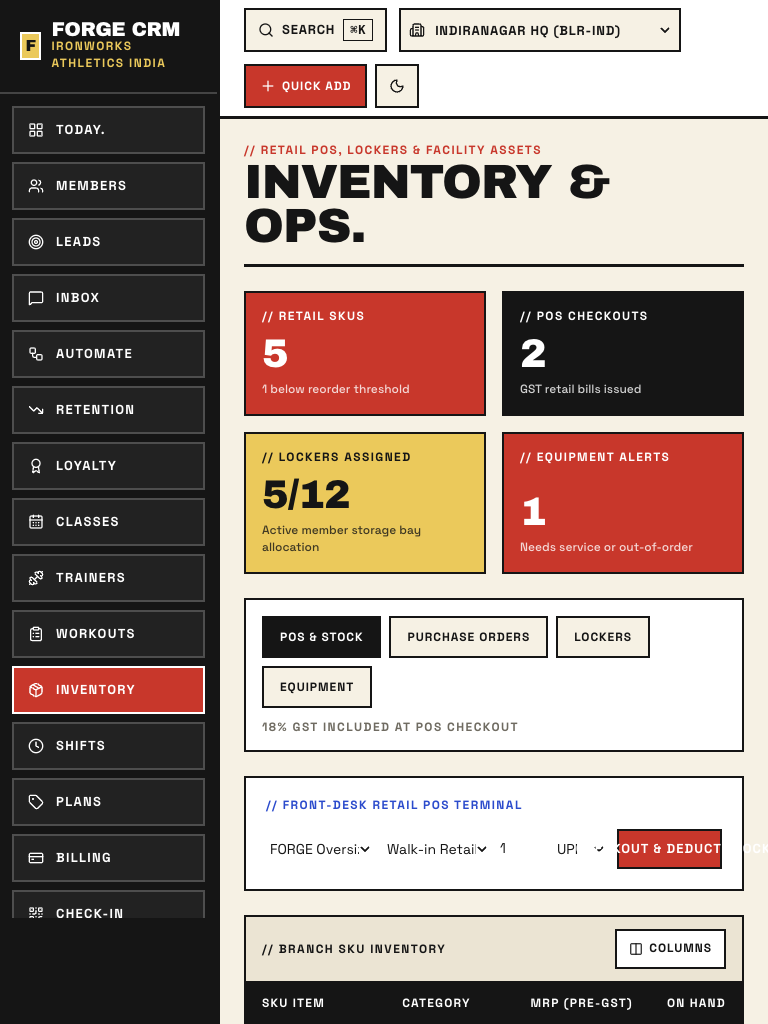 F
FORGE CRM
IRONWORKS
ATHLETICS INDIA
TODAY.
MEMBERS
LEADS
INBOX
AUTOMATE
RETENTION
LOYALTY
CLASSES
TRAINERS
WORKOUTS
INVENTORY
SHIFTS
PLANS
BILLING
CHECK-IN
SEARCH ⌘K
INDIRANAGAR HQ (BLR-IND)
QUICK ADD
// RETAIL POS, LOCKERS & FACILITY ASSETS
INVENTORY &
OPS.
// RETAIL SKUS
5
1 below reorder threshold
// POS CHECKOUTS
2
GST retail bills issued
// LOCKERS ASSIGNED
5/12
Active member storage bay
allocation
// EQUIPMENT ALERTS
1
Needs service or out-of-order
POS & STOCK
PURCHASE ORDERS
LOCKERS
EQUIPMENT
18% GST INCLUDED AT POS CHECKOUT
// FRONT-DESK RETAIL POS TERMINAL
FORGE Oversi Walk-in Retail 1 UPI KOUT & DEDUCT
// BRANCH SKU INVENTORY
COLUMNS
SKU ITEM CATEGORY MRP (PRE-GST) ON HAND